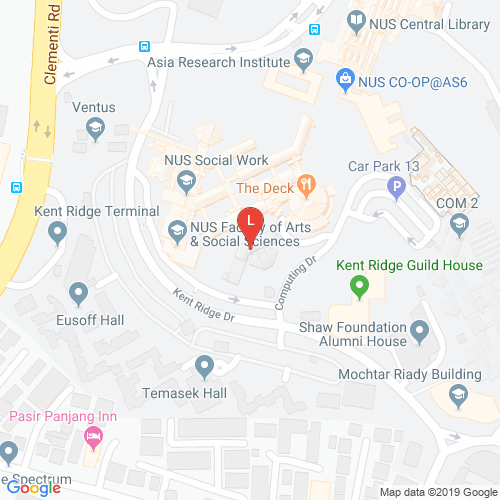 Clementi Rd
NUS Central Library
Asia Research Institute
NUS CO-OP@AS6
Ventus
NUS Social Work
Car Park 13
The Deck
P
COM 2
Kent Ridge Terminal
L
NUS Faculty of Arts
& Social Sciences
Kent Ridge Guild House
Computing Dr
Kent Ridge Dr
Eusoff Hall
Shaw Foundation
Alumni House
Temasek Hall
Mochtar Riady Building
Pasir Panjang Inn
e Spectrum
Google
Map data ©2019 Google